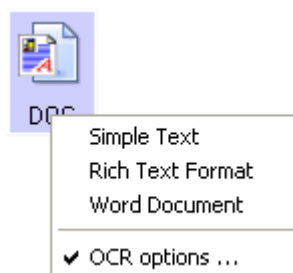 DOC
Simple Text
Rich Text Format
Word Document
OCR options ...